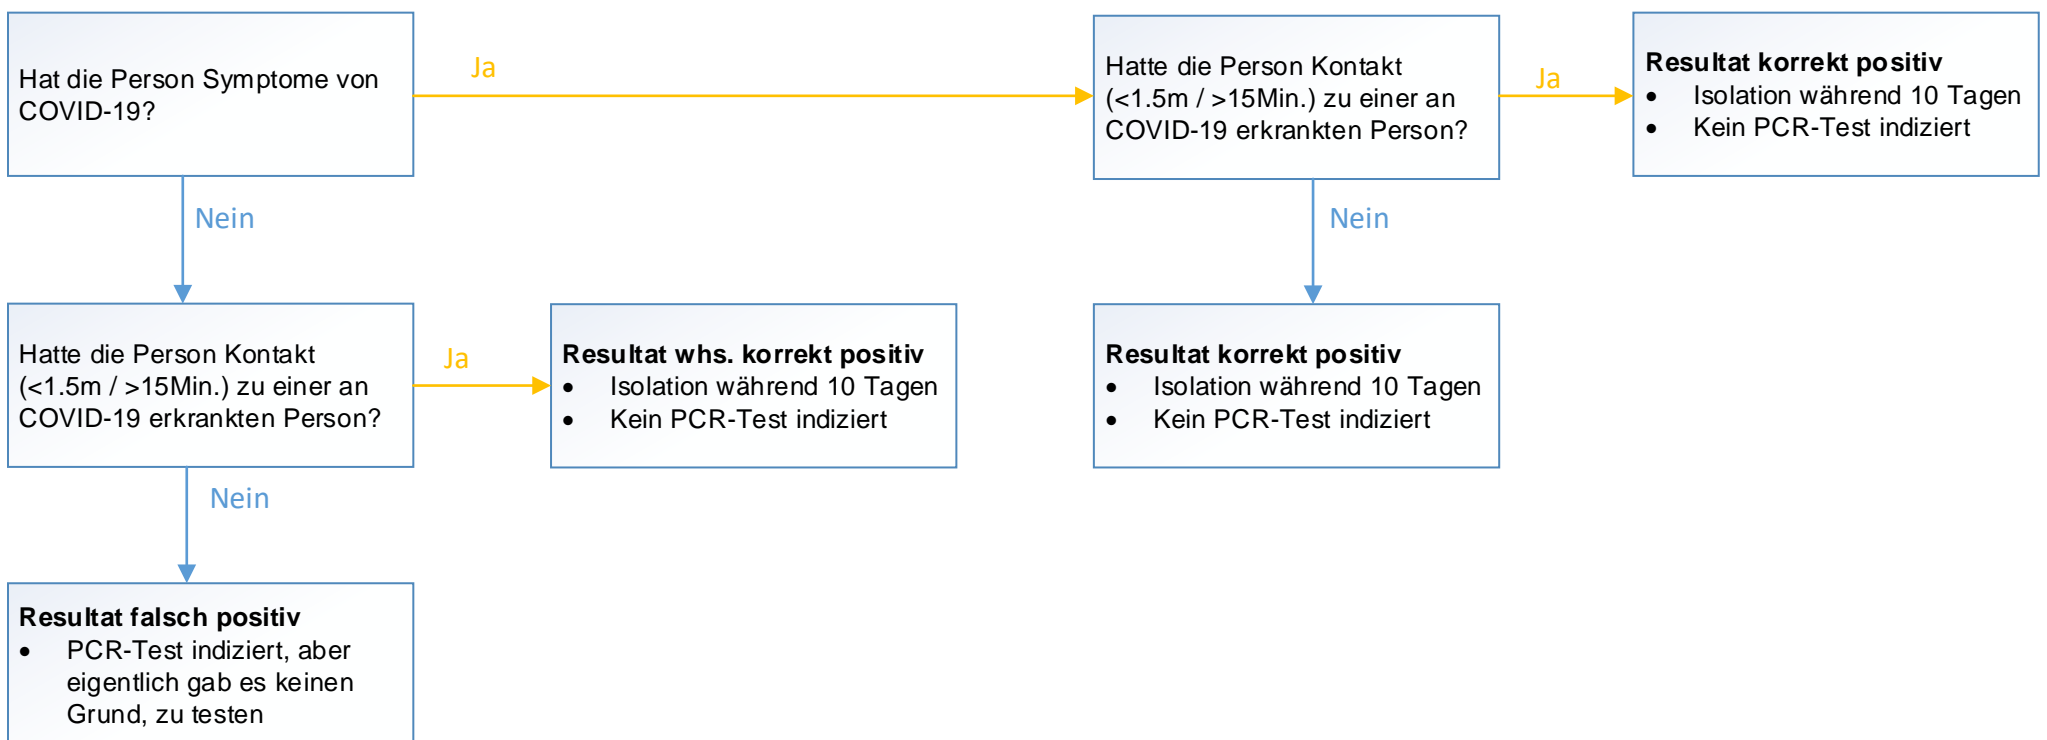 Hat die Person Symptome von
COVID-19?
Ja
Hatte die Person Kontakt
(<1.5m / >15Min.) zu einer an
COVID-19 erkrankten Person?
Ja
Resultat korrekt positiv
• Isolation während 10 Tagen
• Kein PCR-Test indiziert
Nein
Nein
Hatte die Person Kontakt
(<1.5m / >15Min.) zu einer an
COVID-19 erkrankten Person?
Ja
Resultat whs. korrekt positiv
• Isolation während 10 Tagen
• Kein PCR-Test indiziert
Resultat korrekt positiv
• Isolation während 10 Tagen
• Kein PCR-Test indiziert
Nein
Resultat falsch positiv
• PCR-Test indiziert, aber
eigentlich gab es keinen
Grund, zu testen